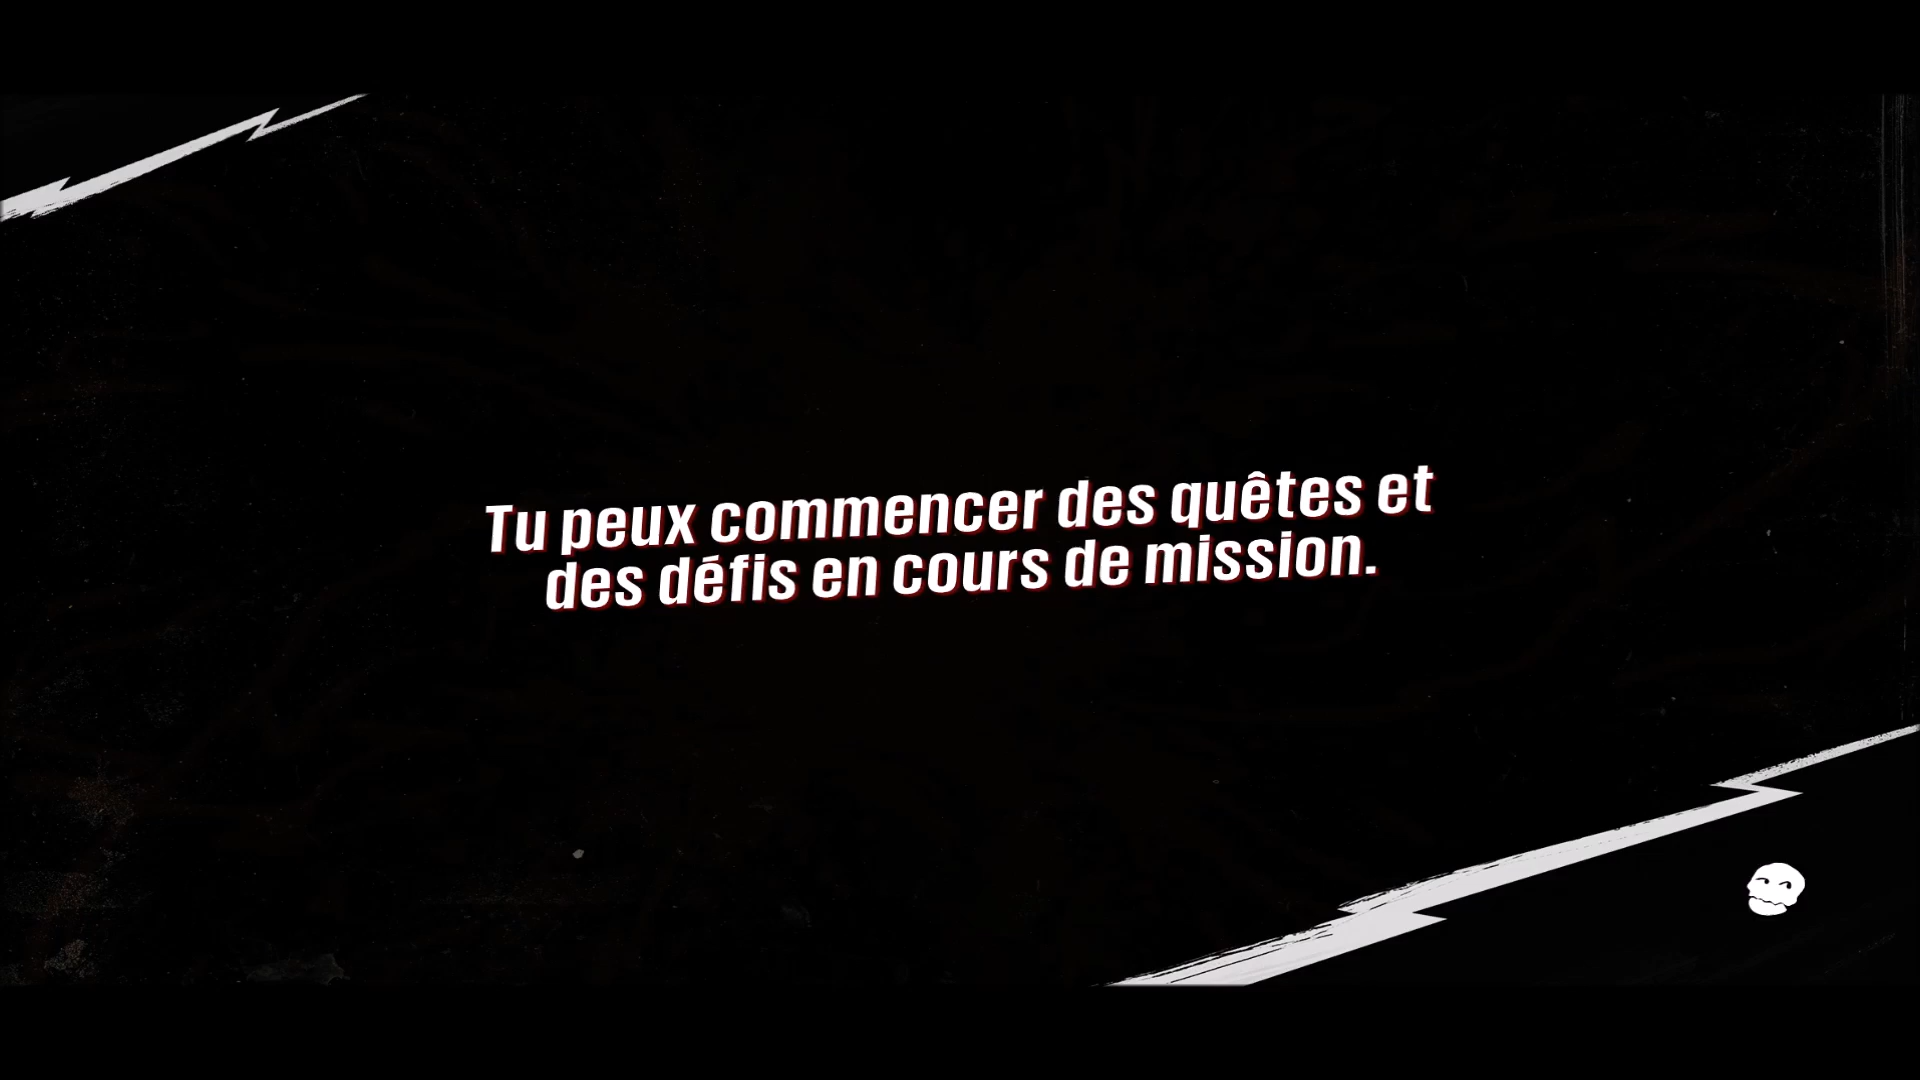 Tu peux commencer des quêtes et
des défis en cours de mission.